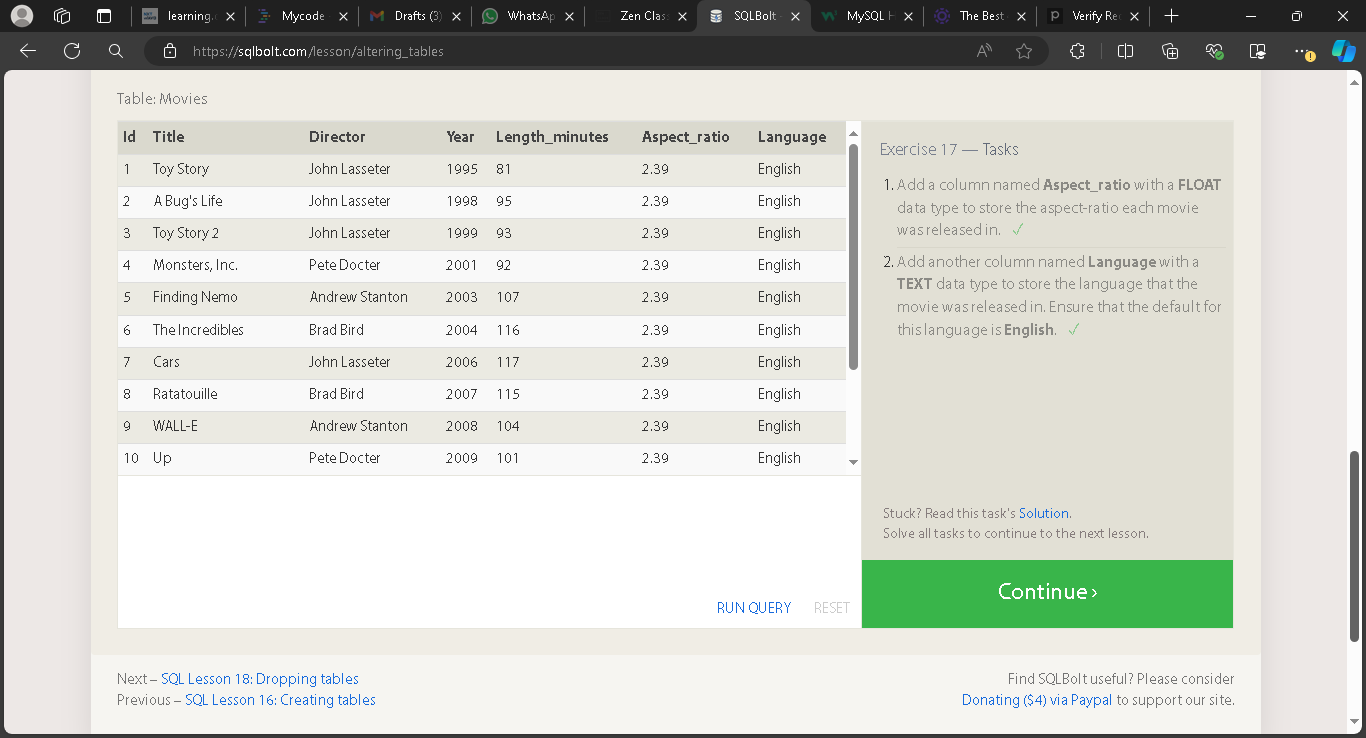 learning.
Mycode
Drafts (3)
WhatsAp
Zen Clas
SQLBolt
MySQL
The Best
Verify Re
https://sqlbolt.com/lesson/altering_tables
Table: Movies
Id Title Director Year Length_minutes Aspect_ratio Language
1 Toy Story John Lasseter 1995 81 2.39 English
2 A Bug's Life John Lasseter 1998 95 2.39 English
3 Toy Story 2 John Lasseter 1999 93 2.39 English
4 Monsters, Inc. Pete Docter 2001 92 2.39 English
5 Finding Nemo Andrew Stanton 2003 107 2.39 English
6 The Incredibles Brad Bird 2004 116 2.39 English
7 Cars John Lasseter 2006 117 2.39 English
8 Ratatouille Brad Bird 2007 115 2.39 English
9 WALL-E Andrew Stanton 2008 104 2.39 English
10 Up Pete Docter 2009 101 2.39 English
RUN QUERY RESET
Exercise 17 — Tasks
1. Add a column named Aspect_ratio with a FLOAT
data type to store the aspect-ratio each movie
was released in. ✓
2. Add another column named Language with a
TEXT data type to store the language that the
movie was released in. Ensure that the default for
this language is English. ✓
Stuck? Read this task's Solution.
Solve all tasks to continue to the next lesson.
Continue ›
Next – SQL Lesson 18: Dropping tables
Previous – SQL Lesson 16: Creating tables
Find SQLBolt useful? Please consider
Donating ($4) via Paypal to support our site.